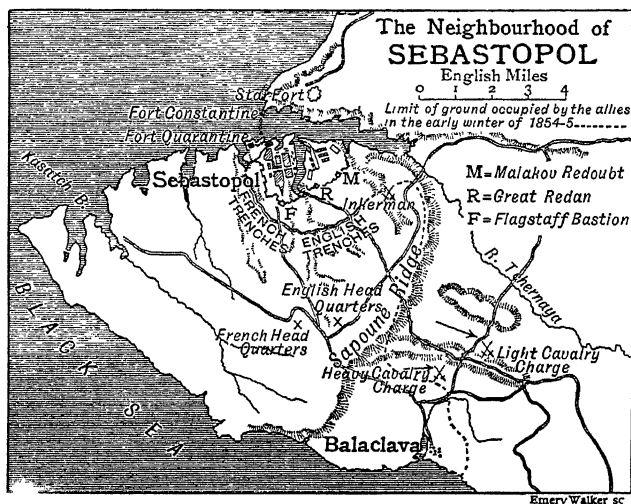 The Neighbourhood of
SEBASTOPOL
English Miles
0 1 2 3 4
Limit of ground occupied by the allies
in the early winter of 1854-5
M=Malakov Redoubt
R=Great Redan
F=Flagstaff Bastion
Star Fort
Fort Constantine
Fort Quarantine
Kasatch B.
Sebastopol
M
R
F
Inkerman
FRENCH
TRENCHES
ENGLISH
TRENCHES
Sapoune Ridge
R. Tchernaya
English Head
Quarters
French Head
Quarters
Heavy Cavalry
Charge
Light Cavalry
Charge
BLACK SEA
Balaclava
Emery Walker sc.